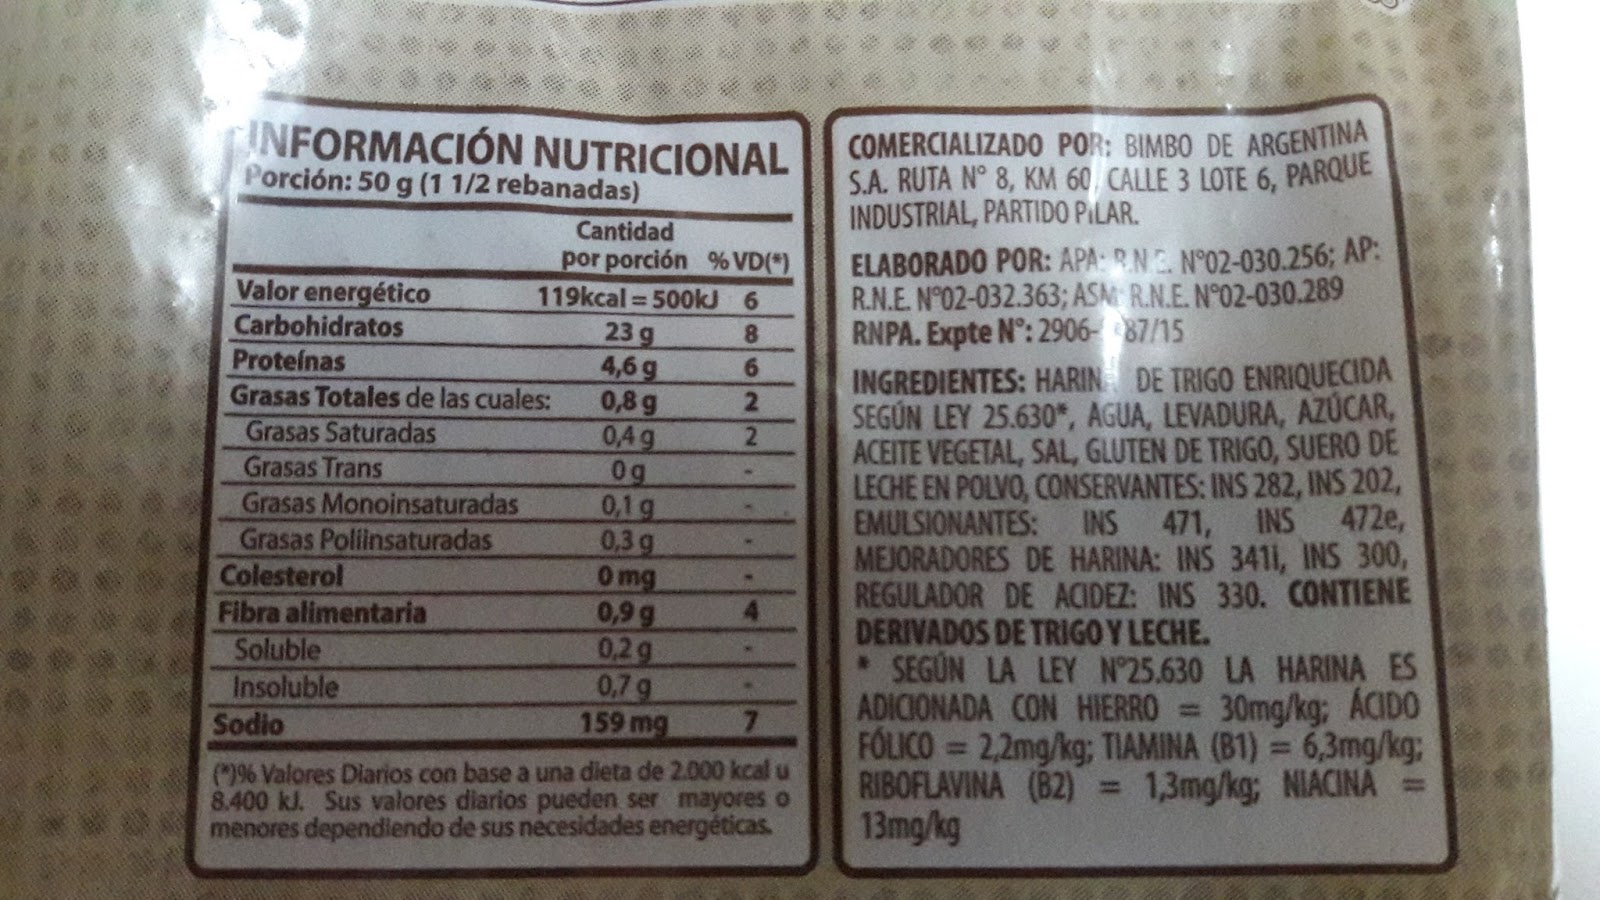 INFORMACIÓN NUTRICIONAL
Porción: 50 g (1 1/2 rebanadas)
Cantidad
por porción % VD(*)
Valor energético 119kcal = 500kJ 6
Carbohidratos 23 g 8
Proteínas 4,6 g 6
Grasas Totales de las cuales: 0,8 g 2
Grasas Saturadas 0,4 g 2
Grasas Trans 0 g -
Grasas Monoinsaturadas 0,1 g -
Grasas Poliinsaturadas 0,3 g -
Colesterol 0 mg -
Fibra alimentaria 0,9 g 4
Soluble 0,2 g -
Insoluble 0,7 g -
Sodio 159 mg 7
(*)% Valores Diarios con base a una dieta de 2.000 kcal u
8.400 kJ. Sus valores diarios pueden ser mayores o
menores dependiendo de sus necesidades energéticas.
COMERCIALIZADO POR: BIMBO DE ARGENTINA
S.A. RUTA N° 8, KM 60, CALLE 3 LOTE 6, PARQUE
INDUSTRIAL, PARTIDO PILAR.
ELABORADO POR: APA: R.N.E. N°02-030.256; AP:
R.N.E. N°02-032.363; ASM: R.N.E. N°02-030.289
RNPA. Expte N°:
INGREDIENTES: HARINA DE TRIGO ENRIQUECIDA
SEGÚN LEY 25.630*, AGUA, LEVADURA, AZÚCAR,
ACEITE VEGETAL, SAL, GLUTEN DE TRIGO, SUERO DE
LECHE EN POLVO, CONSERVANTES: INS 282, INS 202,
EMULSIONANTES: INS 471, INS 472e,
MEJORADORES DE HARINA: INS 341i, INS 300,
REGULADOR DE ACIDEZ: INS 330. CONTIENE
DERIVADOS DE TRIGO Y LECHE.
* SEGÚN LA LEY N°25.630 LA HARINA ES
ADICIONADA CON HIERRO = 30mg/kg; ÁCIDO
FÓLICO = 2,2mg/kg; TIAMINA (B1) = 6,3mg/kg;
RIBOFLAVINA (B2) = 1,3mg/kg; NIACINA =
13mg/kg